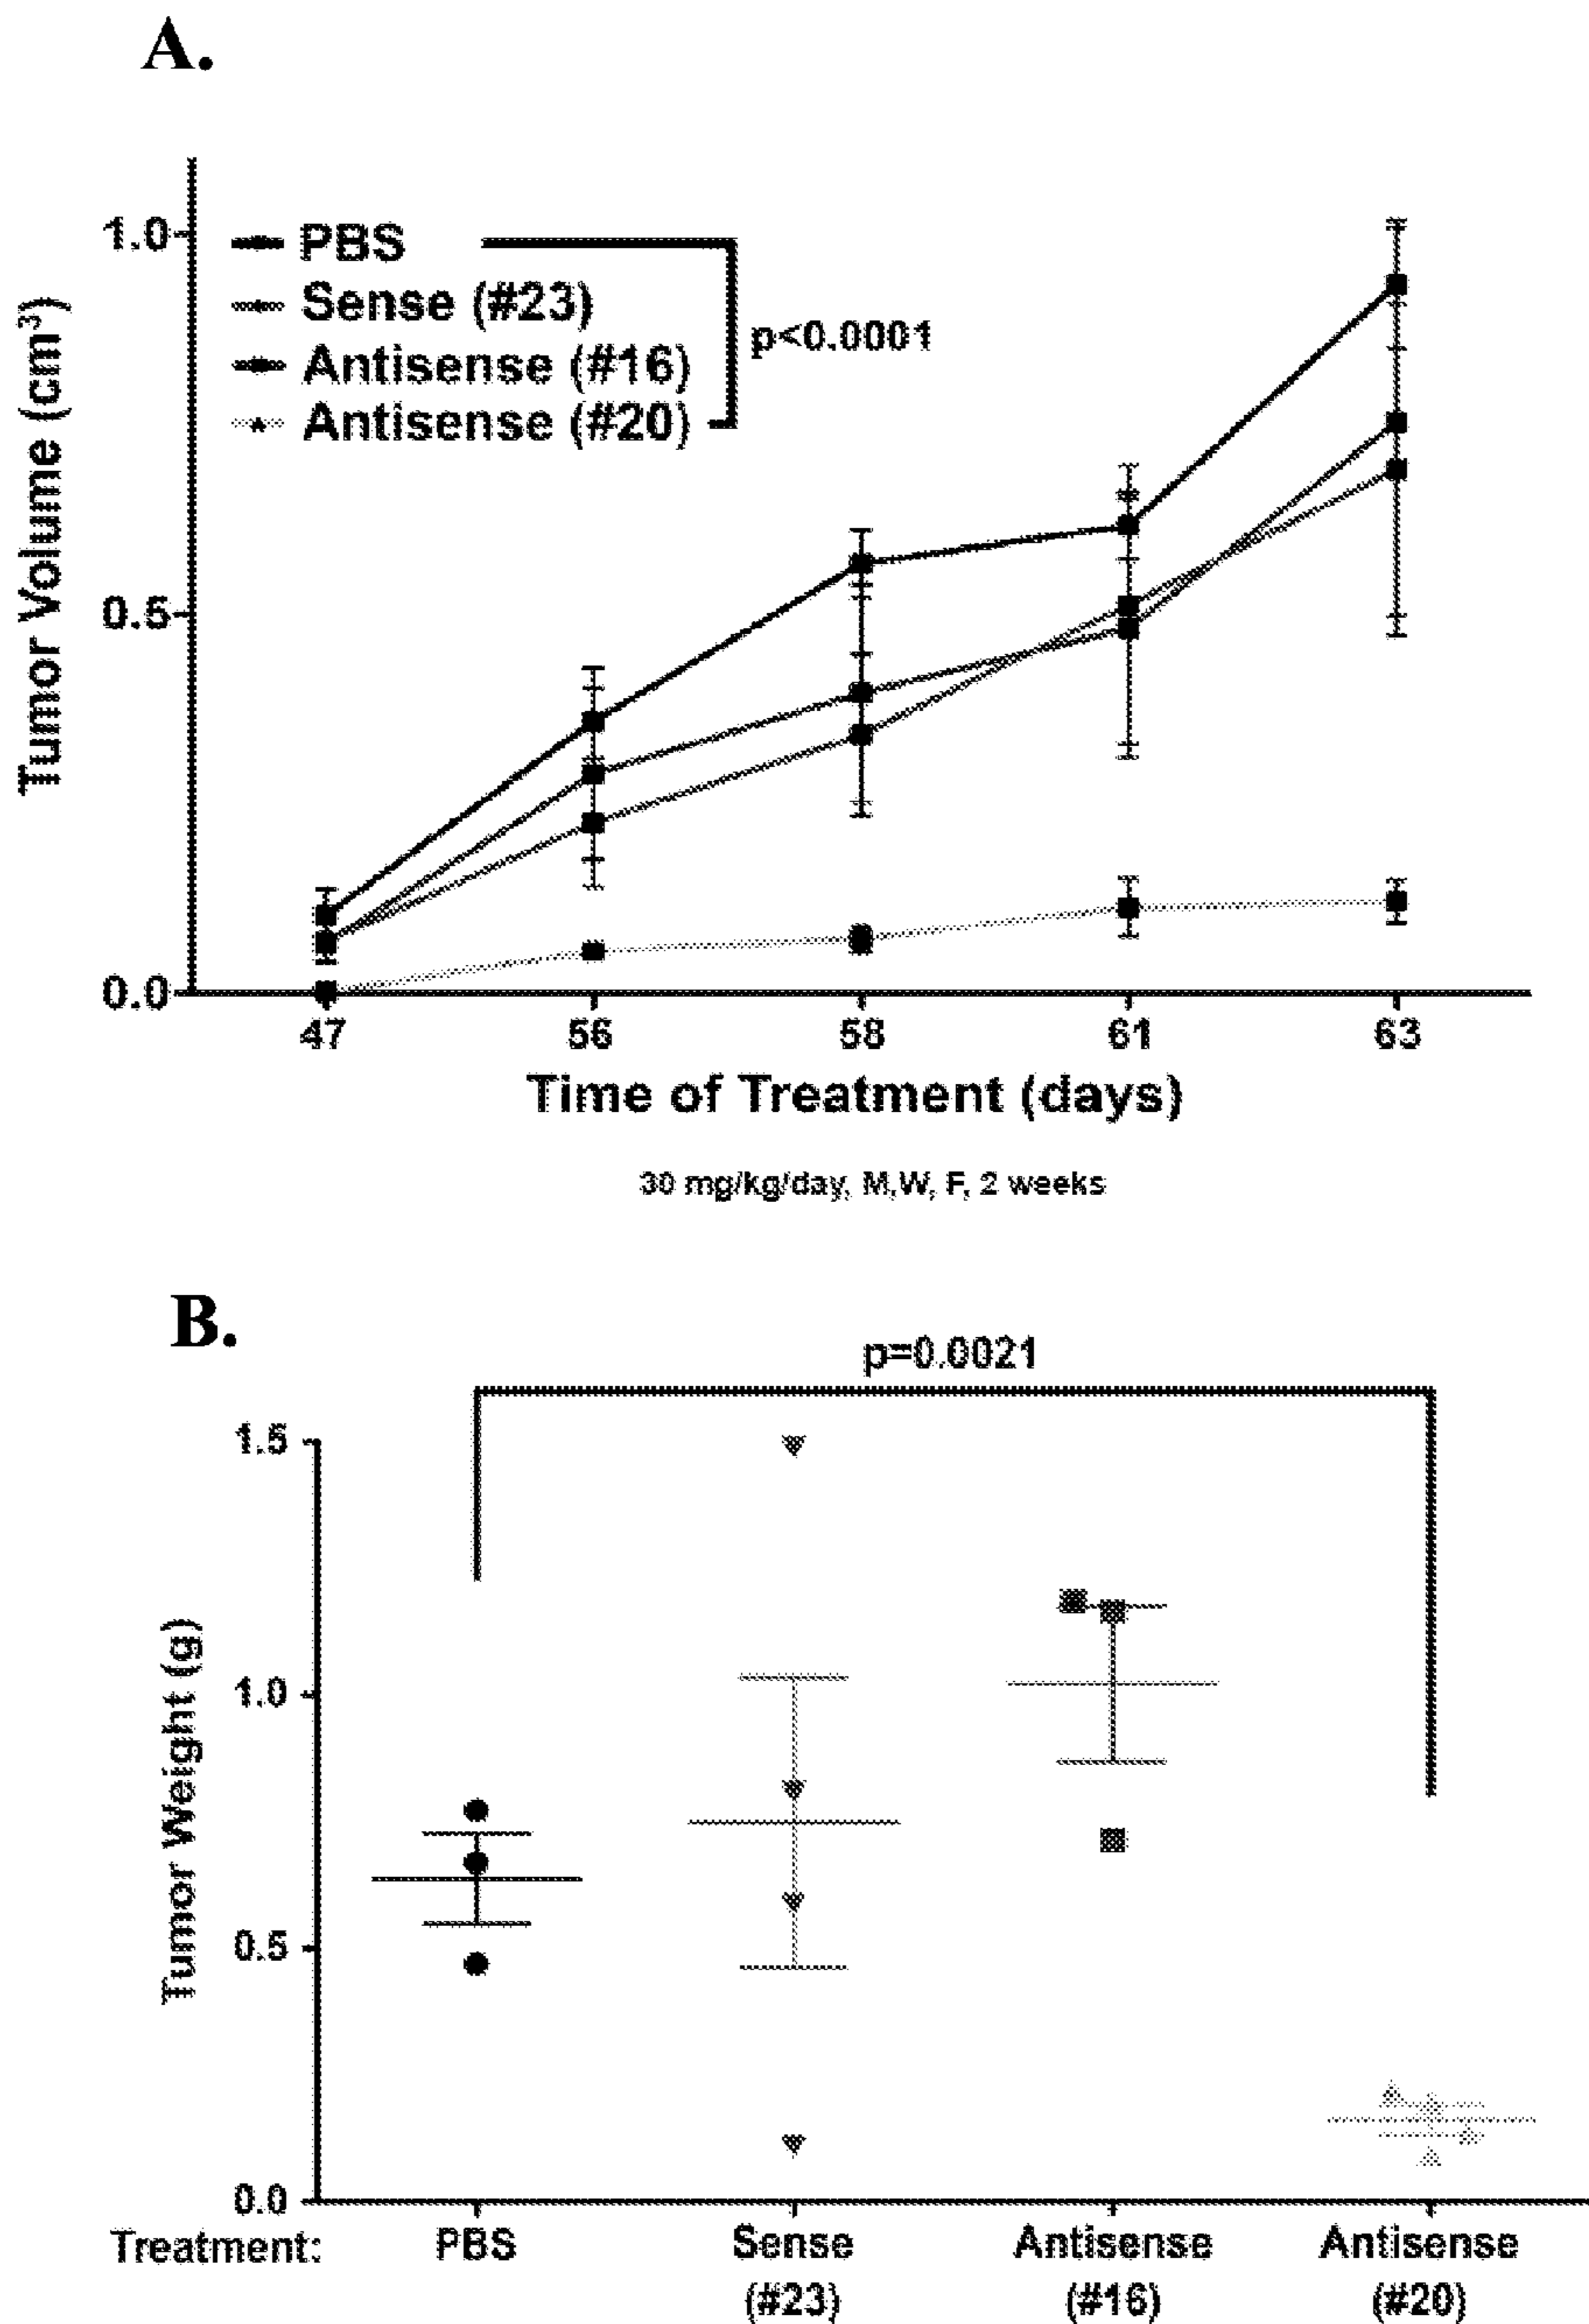 A.
Tumor Volume (cm³)
1.0
0.5
0.0
PBS
Sense (#23)
Antisense (#16)
Antisense (#20)
p<0.0001
47 56 58 61 63
Time of Treatment (days)
30 mg/kg/day, M,W, F, 2 weeks
B.
p=0.0021
Tumor Weight (g)
1.5
1.0
0.5
0.0
Treatment: PBS Sense Antisense Antisense
(#23) (#16) (#20)